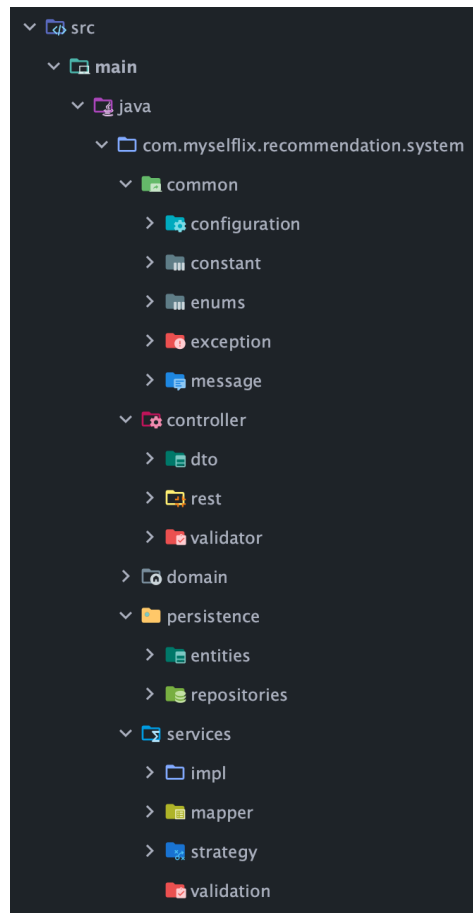 src
main
java
com.myselflix.recommendation.system
common
configuration
constant
enums
exception
message
controller
dto
rest
validator
domain
persistence
entities
repositories
services
impl
mapper
strategy
validation